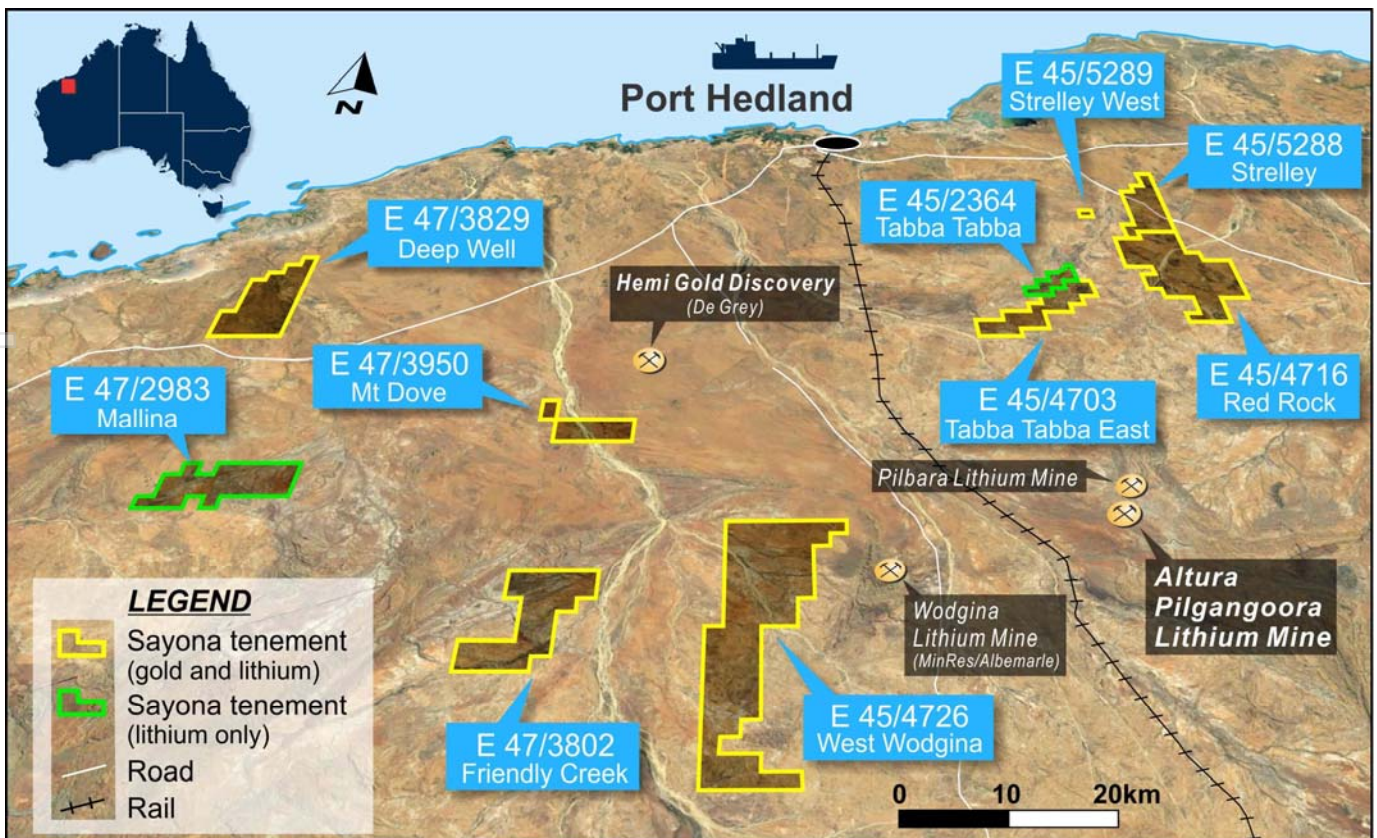 N
Port Hedland
E 45/5289
Strelley West
E 45/5288
Strelley
E 45/2364
Tabba Tabba
E 47/3829
Deep Well
Hemi Gold Discovery
(De Grey)
E 47/3950
Mt Dove
E 47/2983
Mallina
E 45/4703
Tabba Tabba East
E 45/4716
Red Rock
Pilbara Lithium Mine
Altura
Pilgangoora
Lithium Mine
Wodgina
Lithium Mine
(MinRes/Albemarle)
E 47/3802
Friendly Creek
E 45/4726
West Wodgina
LEGEND
Sayona tenement
(gold and lithium)
Sayona tenement
(lithium only)
Road
Rail
0 10 20km